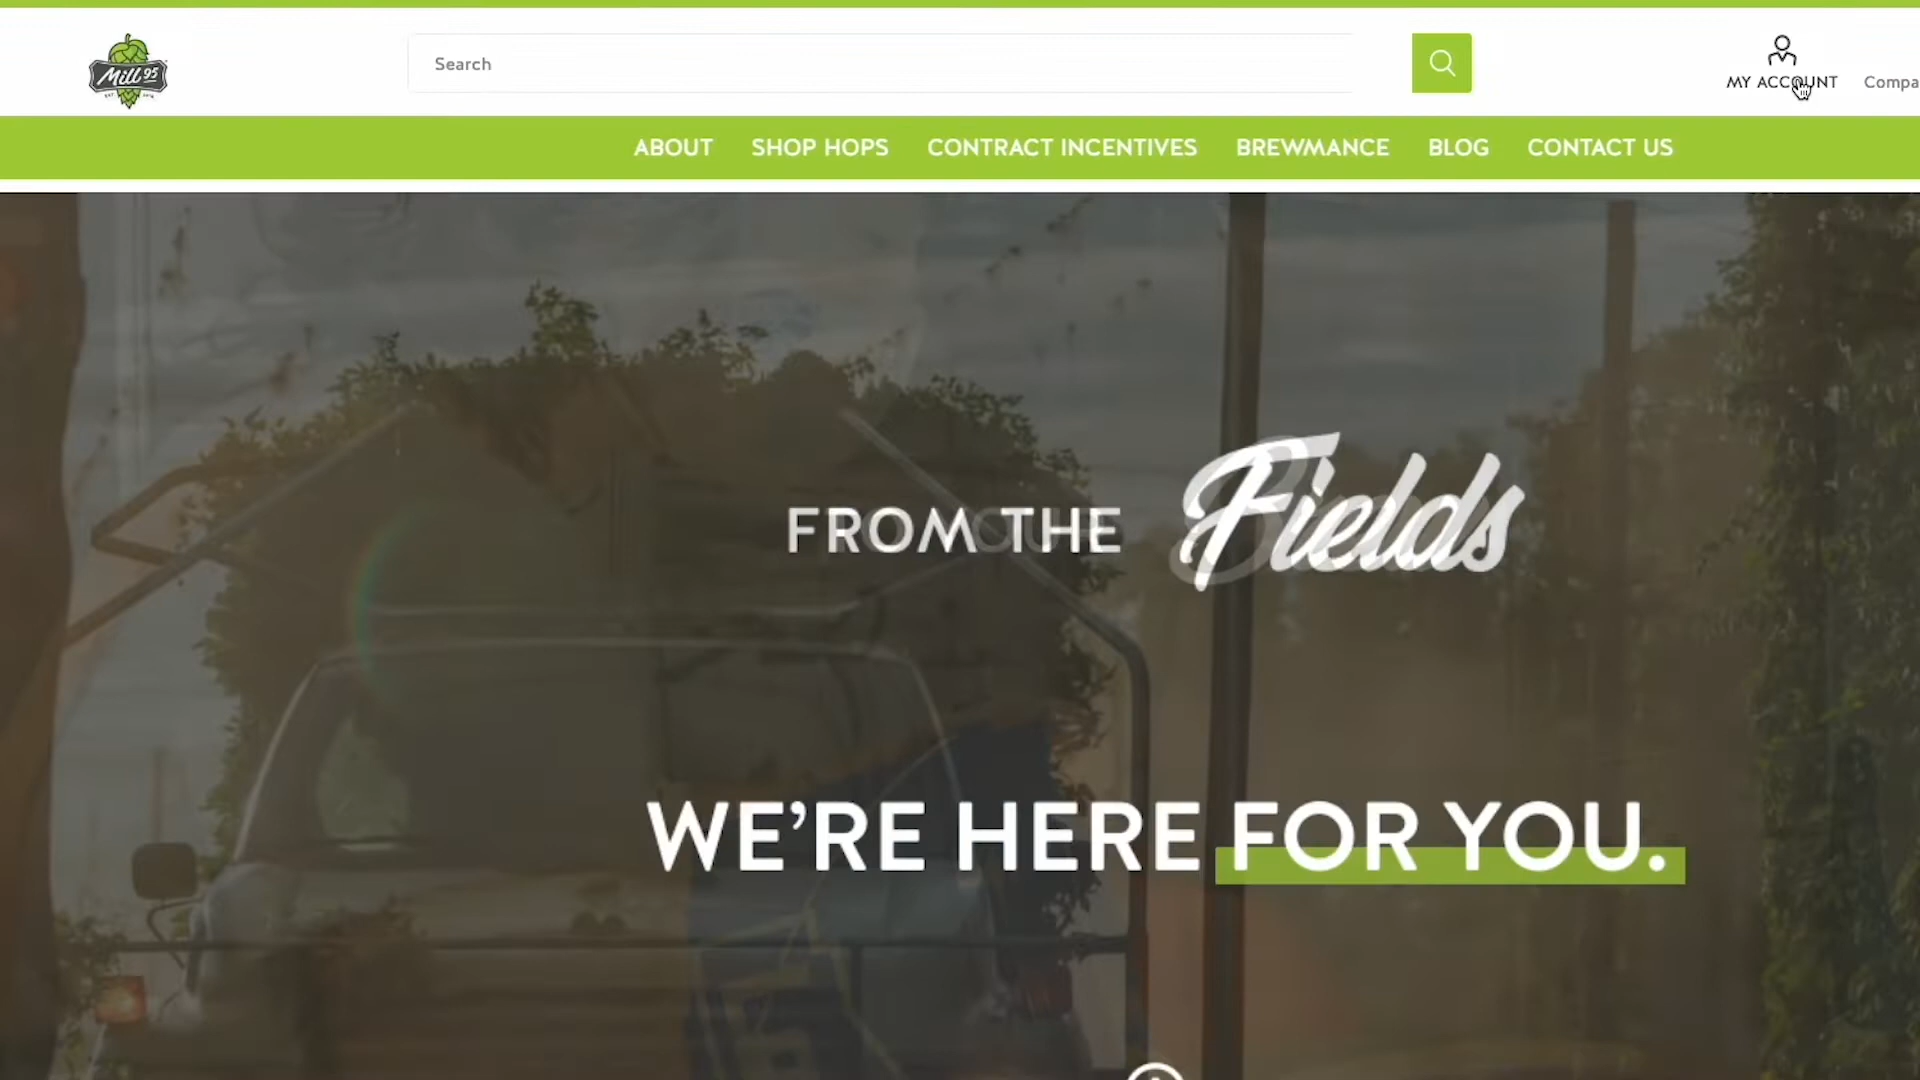 Mill 95
Search
MY ACCOUNT
Compa
ABOUT SHOP HOPS CONTRACT INCENTIVES BREWMANCE BLOG CONTACT US
FROM THE Fields
WE'RE HERE FOR YOU.